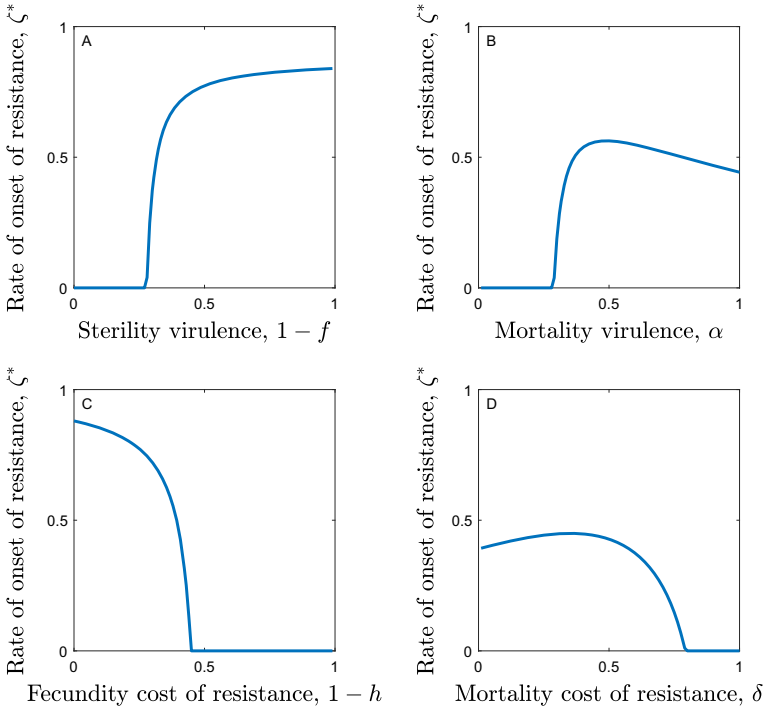 A
Rate of onset of resistance, ζ*
1
0.5
0
0
0.5
1
Sterility virulence, 1 − f
B
Rate of onset of resistance, ζ*
1
0.5
0
0
0.5
1
Mortality virulence, α
C
Rate of onset of resistance, ζ*
1
0.5
0
0
0.5
1
Fecundity cost of resistance, 1 − h
D
Rate of onset of resistance, ζ*
1
0.5
0
0
0.5
1
Mortality cost of resistance, δ